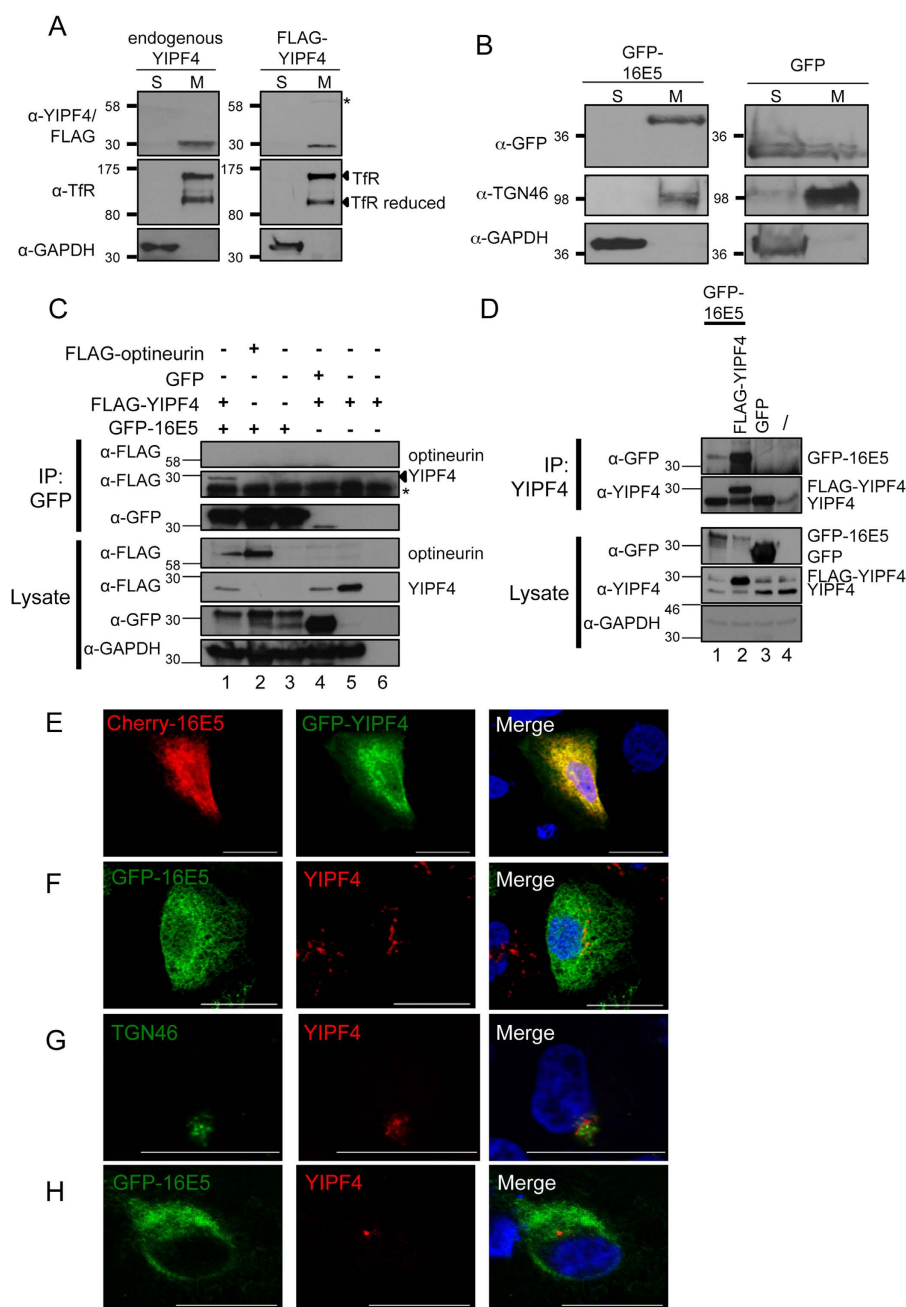 A
endogenous YIPF4
FLAG-YIPF4
S M S M
α-YIPF4/FLAG
58
30
58
30
*
α-TfR
175
80
175
80
TfR
TfR reduced
α-GAPDH
30
30
B
GFP-16E5
GFP
S M S M
α-GFP
36
36
α-TGN46
98
98
α-GAPDH
36
36
C
FLAG-optineurin - + - - - -
GFP - - - + - -
FLAG-YIPF4 + - - + + +
GFP-16E5 + + + - - -
IP: GFP
α-FLAG 58 optineurin
α-FLAG 30 YIPF4
*
α-GFP 30
Lysate
α-FLAG 58 optineurin
α-FLAG 30 YIPF4
α-GFP 30
α-GAPDH 30
1 2 3 4 5 6
D
GFP-16E5
FLAG-YIPF4
GFP
/
IP: YIPF4
α-GFP 30 GFP-16E5
α-YIPF4 30 FLAG-YIPF4
YIPF4
Lysate
α-GFP 30 GFP-16E5
GFP
α-YIPF4 30 FLAG-YIPF4
YIPF4
46
α-GAPDH
30
1 2 3 4
E
Cherry-16E5 GFP-YIPF4 Merge
F
GFP-16E5 YIPF4 Merge
G
TGN46 YIPF4 Merge
H
GFP-16E5 YIPF4 Merge